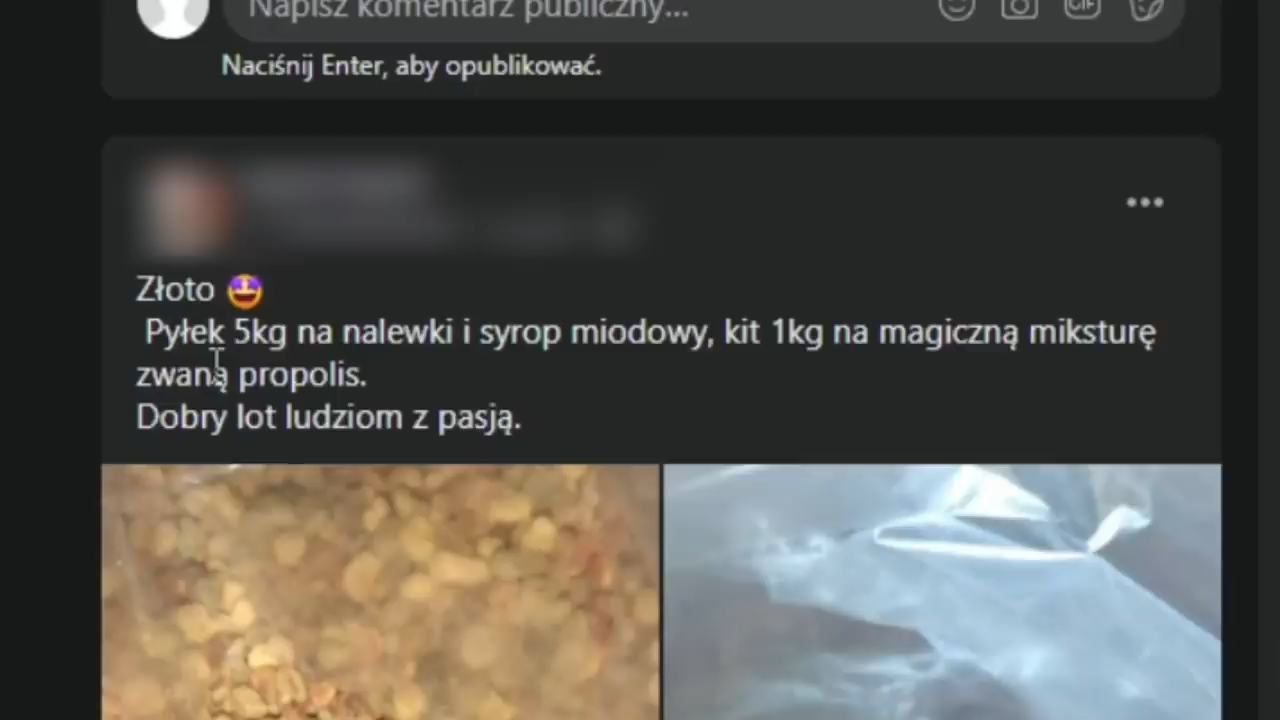 Napisz komentarz publiczny...
GIF
Naciśnij Enter, aby opublikować.
Złoto 🤩
Pyłek 5kg na nalewki i syrop miodowy, kit 1kg na magiczną miksturę
zwaną propolis.
Dobry lot ludziom z pasją.